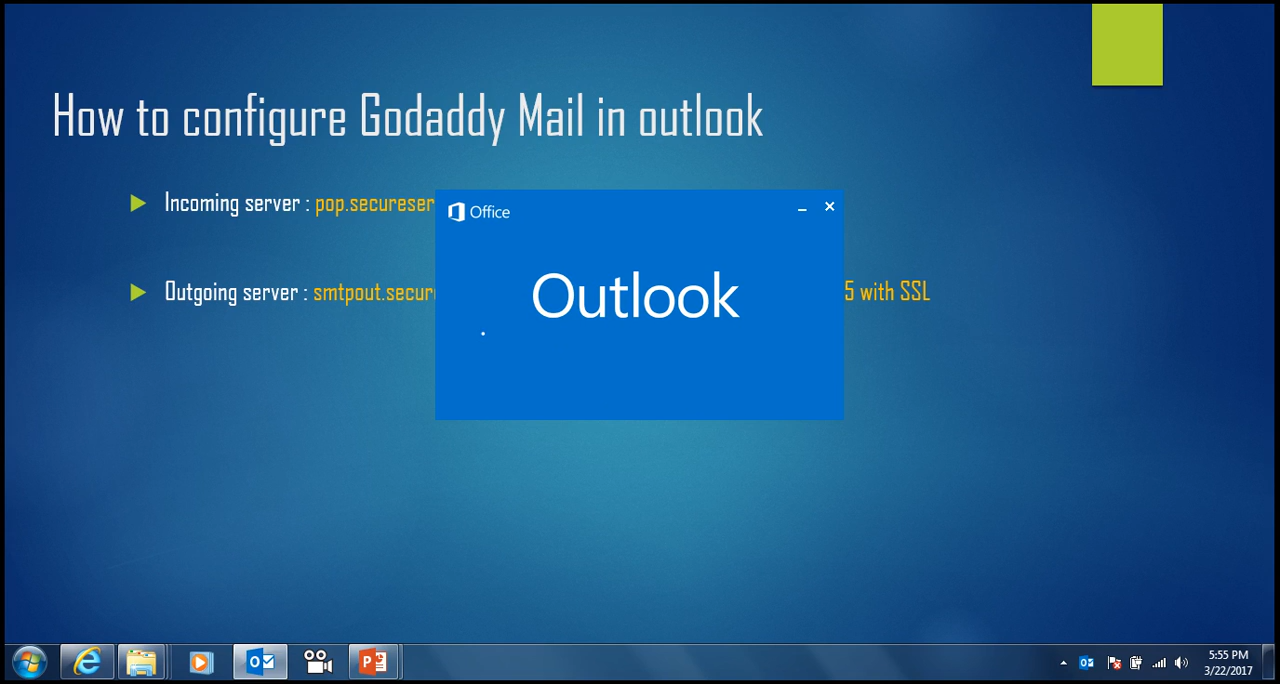 How to configure Godaddy Mail in outlook
Incoming server : pop.secureser
Office
Outlook
Outgoing server : smtpout.secur
5 with SSL
5:55 PM
3/22/2017